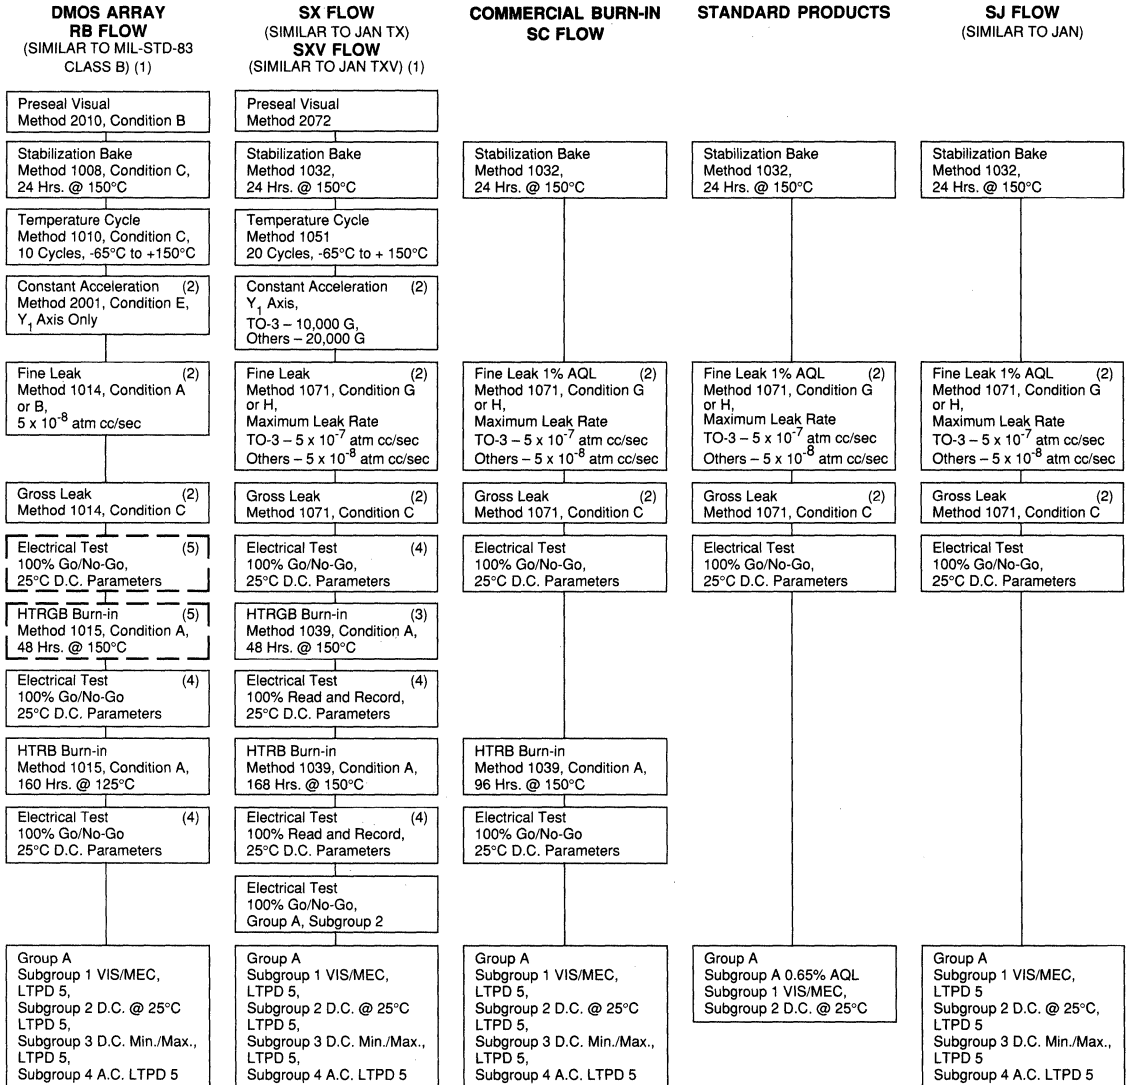 DMOS ARRAY
RB FLOW
(SIMILAR TO MIL-STD-83
CLASS B) (1)
Preseal Visual
Method 2010, Condition B
Stabilization Bake
Method 1008, Condition C,
24 Hrs. @ 150°C
Temperature Cycle
Method 1010, Condition C,
10 Cycles, -65°C to +150°C
Constant Acceleration (2)
Method 2001, Condition E,
Y1 Axis Only
Fine Leak (2)
Method 1014, Condition A
or B,
5 x 10-8 atm cc/sec
Gross Leak (2)
Method 1014, Condition C
Electrical Test (5)
100% Go/No-Go,
25°C D.C. Parameters
HTRGB Burn-in (5)
Method 1015, Condition A,
48 Hrs. @ 150°C
Electrical Test (4)
100% Go/No-Go
25°C D.C. Parameters
HTRB Burn-in
Method 1015, Condition A,
160 Hrs. @ 125°C
Electrical Test (4)
100% Go/No-Go
25°C D.C. Parameters
Group A
Subgroup 1 VIS/MEC,
LTPD 5,
Subgroup 2 D.C. @ 25°C
LTPD 5,
Subgroup 3 D.C. Min./Max.,
LTPD 5,
Subgroup 4 A.C. LTPD 5
SX FLOW
(SIMILAR TO JAN TX)
SXV FLOW
(SIMILAR TO JAN TXV) (1)
Preseal Visual
Method 2072
Stabilization Bake
Method 1032,
24 Hrs. @ 150°C
Temperature Cycle
Method 1051
20 Cycles, -65°C to + 150°C
Constant Acceleration (2)
Y1 Axis,
TO-3 – 10,000 G,
Others – 20,000 G
Fine Leak (2)
Method 1071, Condition G
or H,
Maximum Leak Rate
TO-3 – 5 x 10-7 atm cc/sec
Others – 5 x 10-8 atm cc/sec
Gross Leak (2)
Method 1071, Condition C
Electrical Test (4)
100% Go/No-Go,
25°C D.C. Parameters
HTRGB Burn-in (3)
Method 1039, Condition A,
48 Hrs. @ 150°C
Electrical Test (4)
100% Read and Record,
25°C D.C. Parameters
HTRB Burn-in
Method 1039, Condition A,
168 Hrs. @ 150°C
Electrical Test (4)
100% Read and Record,
25°C D.C. Parameters
Electrical Test
100% Go/No-Go,
Group A, Subgroup 2
Group A
Subgroup 1 VIS/MEC,
LTPD 5,
Subgroup 2 D.C. @ 25°C
LTPD 5,
Subgroup 3 D.C. Min./Max.,
LTPD 5,
Subgroup 4 A.C. LTPD 5
COMMERCIAL BURN-IN
SC FLOW
Stabilization Bake
Method 1032,
24 Hrs. @ 150°C
Fine Leak 1% AQL (2)
Method 1071, Condition G
or H,
Maximum Leak Rate
TO-3 – 5 x 10-7 atm cc/sec
Others – 5 x 10-8 atm cc/sec
Gross Leak (2)
Method 1071, Condition C
Electrical Test
100% Go/No-Go,
25°C D.C. Parameters
HTRB Burn-in
Method 1039, Condition A,
96 Hrs. @ 150°C
Electrical Test
100% Go/No-Go
25°C D.C. Parameters
Group A
Subgroup 1 VIS/MEC,
LTPD 5,
Subgroup 2 D.C. @ 25°C
LTPD 5,
Subgroup 3 D.C. Min./Max.,
LTPD 5,
Subgroup 4 A.C. LTPD 5
STANDARD PRODUCTS
Stabilization Bake
Method 1032,
24 Hrs. @ 150°C
Fine Leak 1% AQL (2)
Method 1071, Condition G
or H,
Maximum Leak Rate
TO-3 – 5 x 10-7 atm cc/sec
Others – 5 x 10-8 atm cc/sec
Gross Leak (2)
Method 1071, Condition C
Electrical Test
100% Go/No-Go,
25°C D.C. Parameters
Group A
Subgroup A 0.65% AQL
Subgroup 1 VIS/MEC,
Subgroup 2 D.C. @ 25°C
SJ FLOW
(SIMILAR TO JAN)
Stabilization Bake
Method 1032,
24 Hrs. @ 150°C
Fine Leak 1% AQL (2)
Method 1071, Condition G
or H,
Maximum Leak Rate
TO-3 – 5 x 10-7 atm cc/sec
Others – 5 x 10-8 atm cc/sec
Gross Leak (2)
Method 1071, Condition C
Electrical Test
100% Go/No-Go,
25°C D.C. Parameters
Group A
Subgroup 1 VIS/MEC,
LTPD 5
Subgroup 2 D.C. @ 25°C,
LTPD 5
Subgroup 3 D.C. Min./Max.,
LTPD 5
Subgroup 4 A.C. LTPD 5